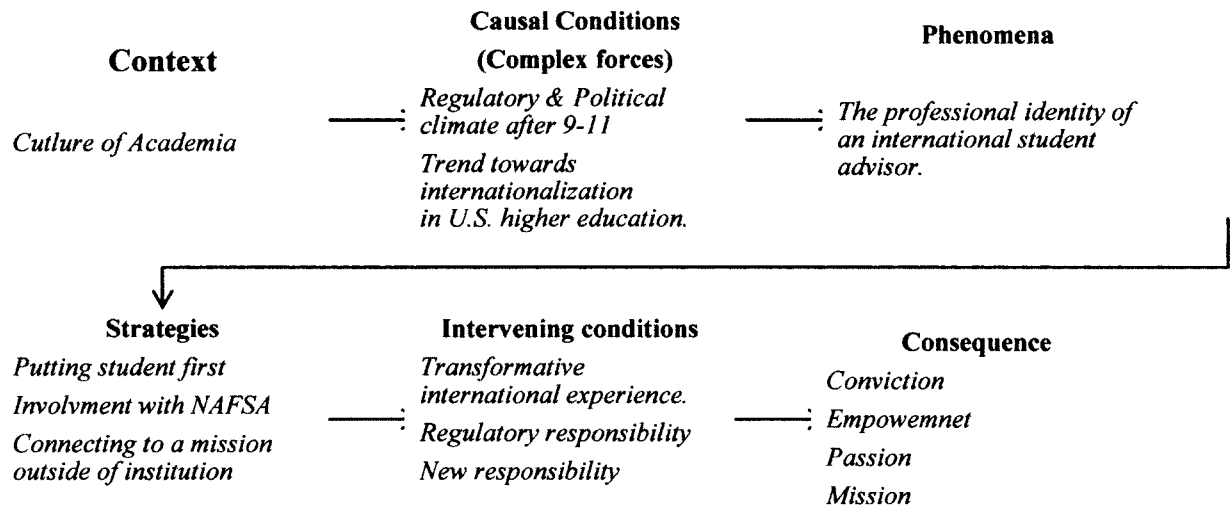 Context
Cutlure of Academia
Causal Conditions
(Complex forces)
Regulatory & Political
climate after 9-11
Trend towards
internationalization
in U.S. higher education.
Phenomena
The professional identity of
an international student
advisor.
Strategies
Putting student first
Involvment with NAFSA
Connecting to a mission
outside of institution
Intervening conditions
Transformative
international experience.
Regulatory responsibility
New responsibility
Consequence
Conviction
Empowemnet
Passion
Mission